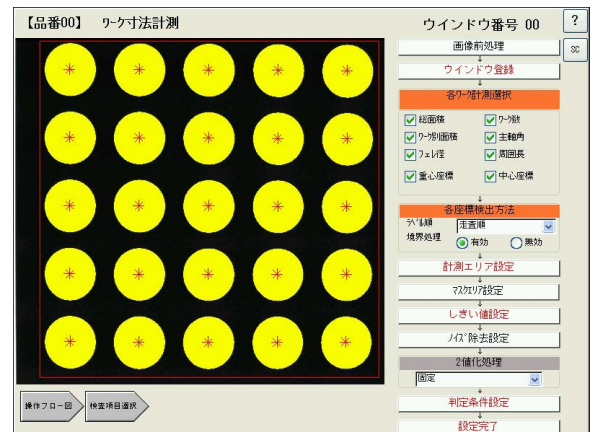 【品番00】 ﾜｰｸ寸法計測
ウインドウ番号 00
?
SC
画像前処理
↓
ウインドウ登録
↓
各ﾜｰｸ計測選択
総面積
ﾜｰｸ数
ﾜｰｸ別面積
主軸角
ﾌｪﾚ径
周囲長
重心座標
中心座標
↓
各座標検出方法
ﾗﾍﾞﾙ順 走査順
境界処理 有効 無効
↓
計測エリア設定
↓
ﾏｽｸｴﾘｱ設定
↓
しきい値設定
↓
ﾉｲｽﾞ除去設定
↓
2値化処理
固定
↓
判定条件設定
↓
設定完了
操作フロー図
検査項目選択